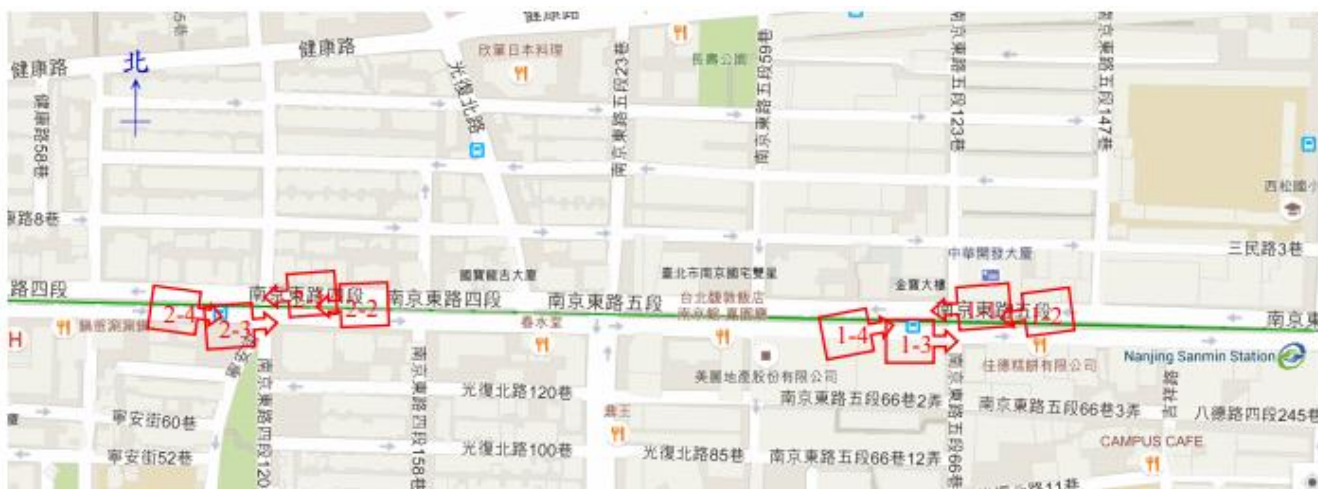 健康路
健康路
健康路
北
欣葉日本料理
長壽公園
光復北路
健康路58巷
南京東路五段23巷
南京東路五段59巷
南京東路五段123巷
南京東路五段147巷
西松國小
康路8巷
三民路3巷
中華開發大廈
國寶龍吉大廈
臺北市南京國宅雙星
金寶大樓
路四段
南京東路四段
南京東路四段
南京東路五段
南京東路五段
南京東
台北馥敦飯店
2-4
2-3
2-2
1-4
1-3
1-2
春水堂
H
Nanjing Sanmin Station
美麗地產股份有限公司
佳德糕餅有限公司
南京東路四段120
南京東路四段158巷
光復北路120巷
南京東路五段66巷2弄
南京東路五段66巷3弄
吉祥路
八德路四段245巷
寧安街60巷
鼎王
寧安街52巷
光復北路100巷
光復北路85巷
南京東路五段66巷12弄
南京東路五段66巷
CAMPUS CAFE
路11巷